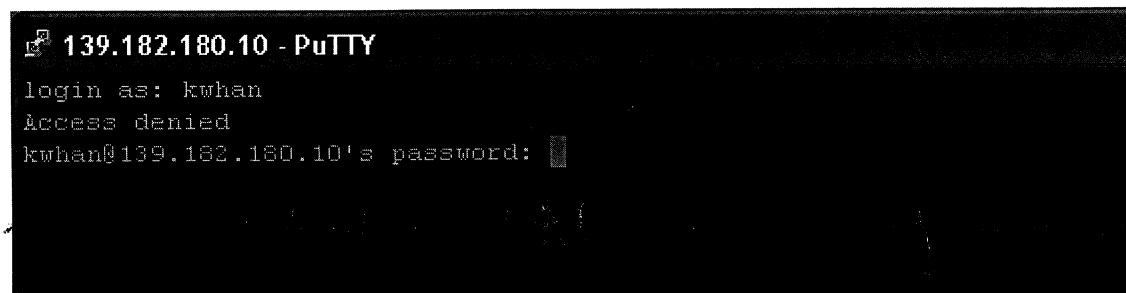 139.182.180.10 - PuTTY
login as: kwhan
Access denied
kwhan@139.182.180.10's password: